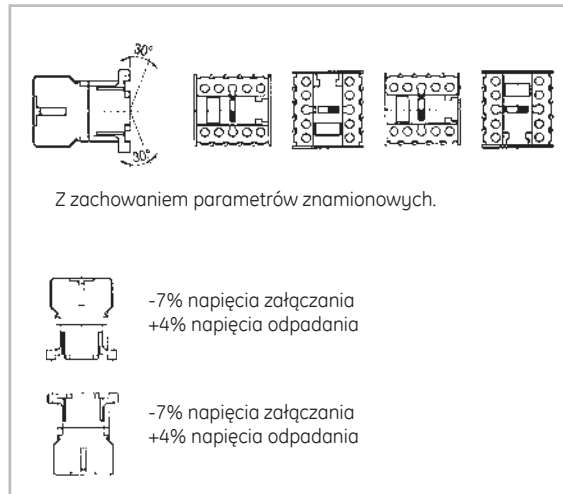 30°
30°
Z zachowaniem parametrów znamionowych.
-7% napięcia załączania
+4% napięcia odpadania
-7% napięcia załączania
+4% napięcia odpadania